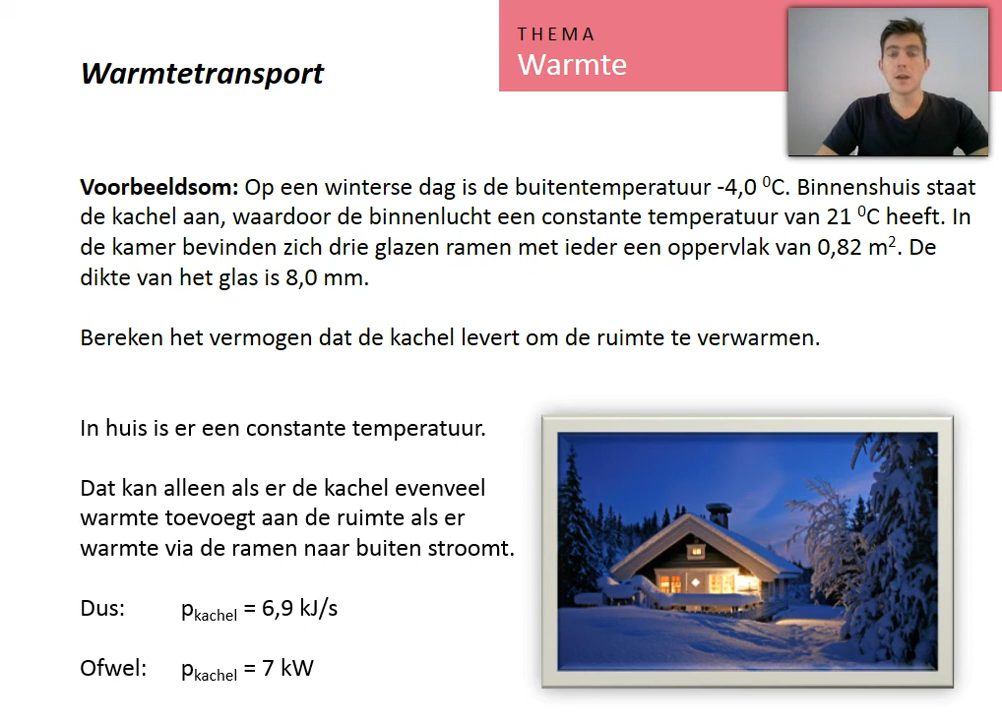 THEMA
Warmte
Warmtetransport
Voorbeeldsom: Op een winterse dag is de buitentemperatuur -4,0 ⁰C. Binnenshuis staat
de kachel aan, waardoor de binnenlucht een constante temperatuur van 21 ⁰C heeft. In
de kamer bevinden zich drie glazen ramen met ieder een oppervlak van 0,82 m². De
dikte van het glas is 8,0 mm.
Bereken het vermogen dat de kachel levert om de ruimte te verwarmen.
In huis is er een constante temperatuur.
Dat kan alleen als er de kachel evenveel
warmte toevoegt aan de ruimte als er
warmte via de ramen naar buiten stroomt.
Dus: pkachel = 6,9 kJ/s
Ofwel: pkachel = 7 kW